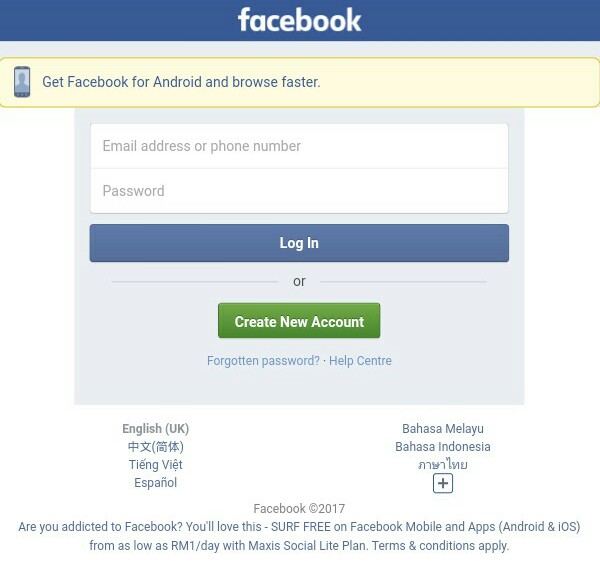 facebook
Get Facebook for Android and browse faster.
Email address or phone number
Password
Log In
or
Create New Account
Forgotten password? · Help Centre
English (UK)
中文(简体)
Tiếng Việt
Español
Bahasa Melayu
Bahasa Indonesia
ภาษาไทย
Facebook ©2017
Are you addicted to Facebook? You'll love this - SURF FREE on Facebook Mobile and Apps (Android & iOS)
from as low as RM1/day with Maxis Social Lite Plan. Terms & conditions apply.